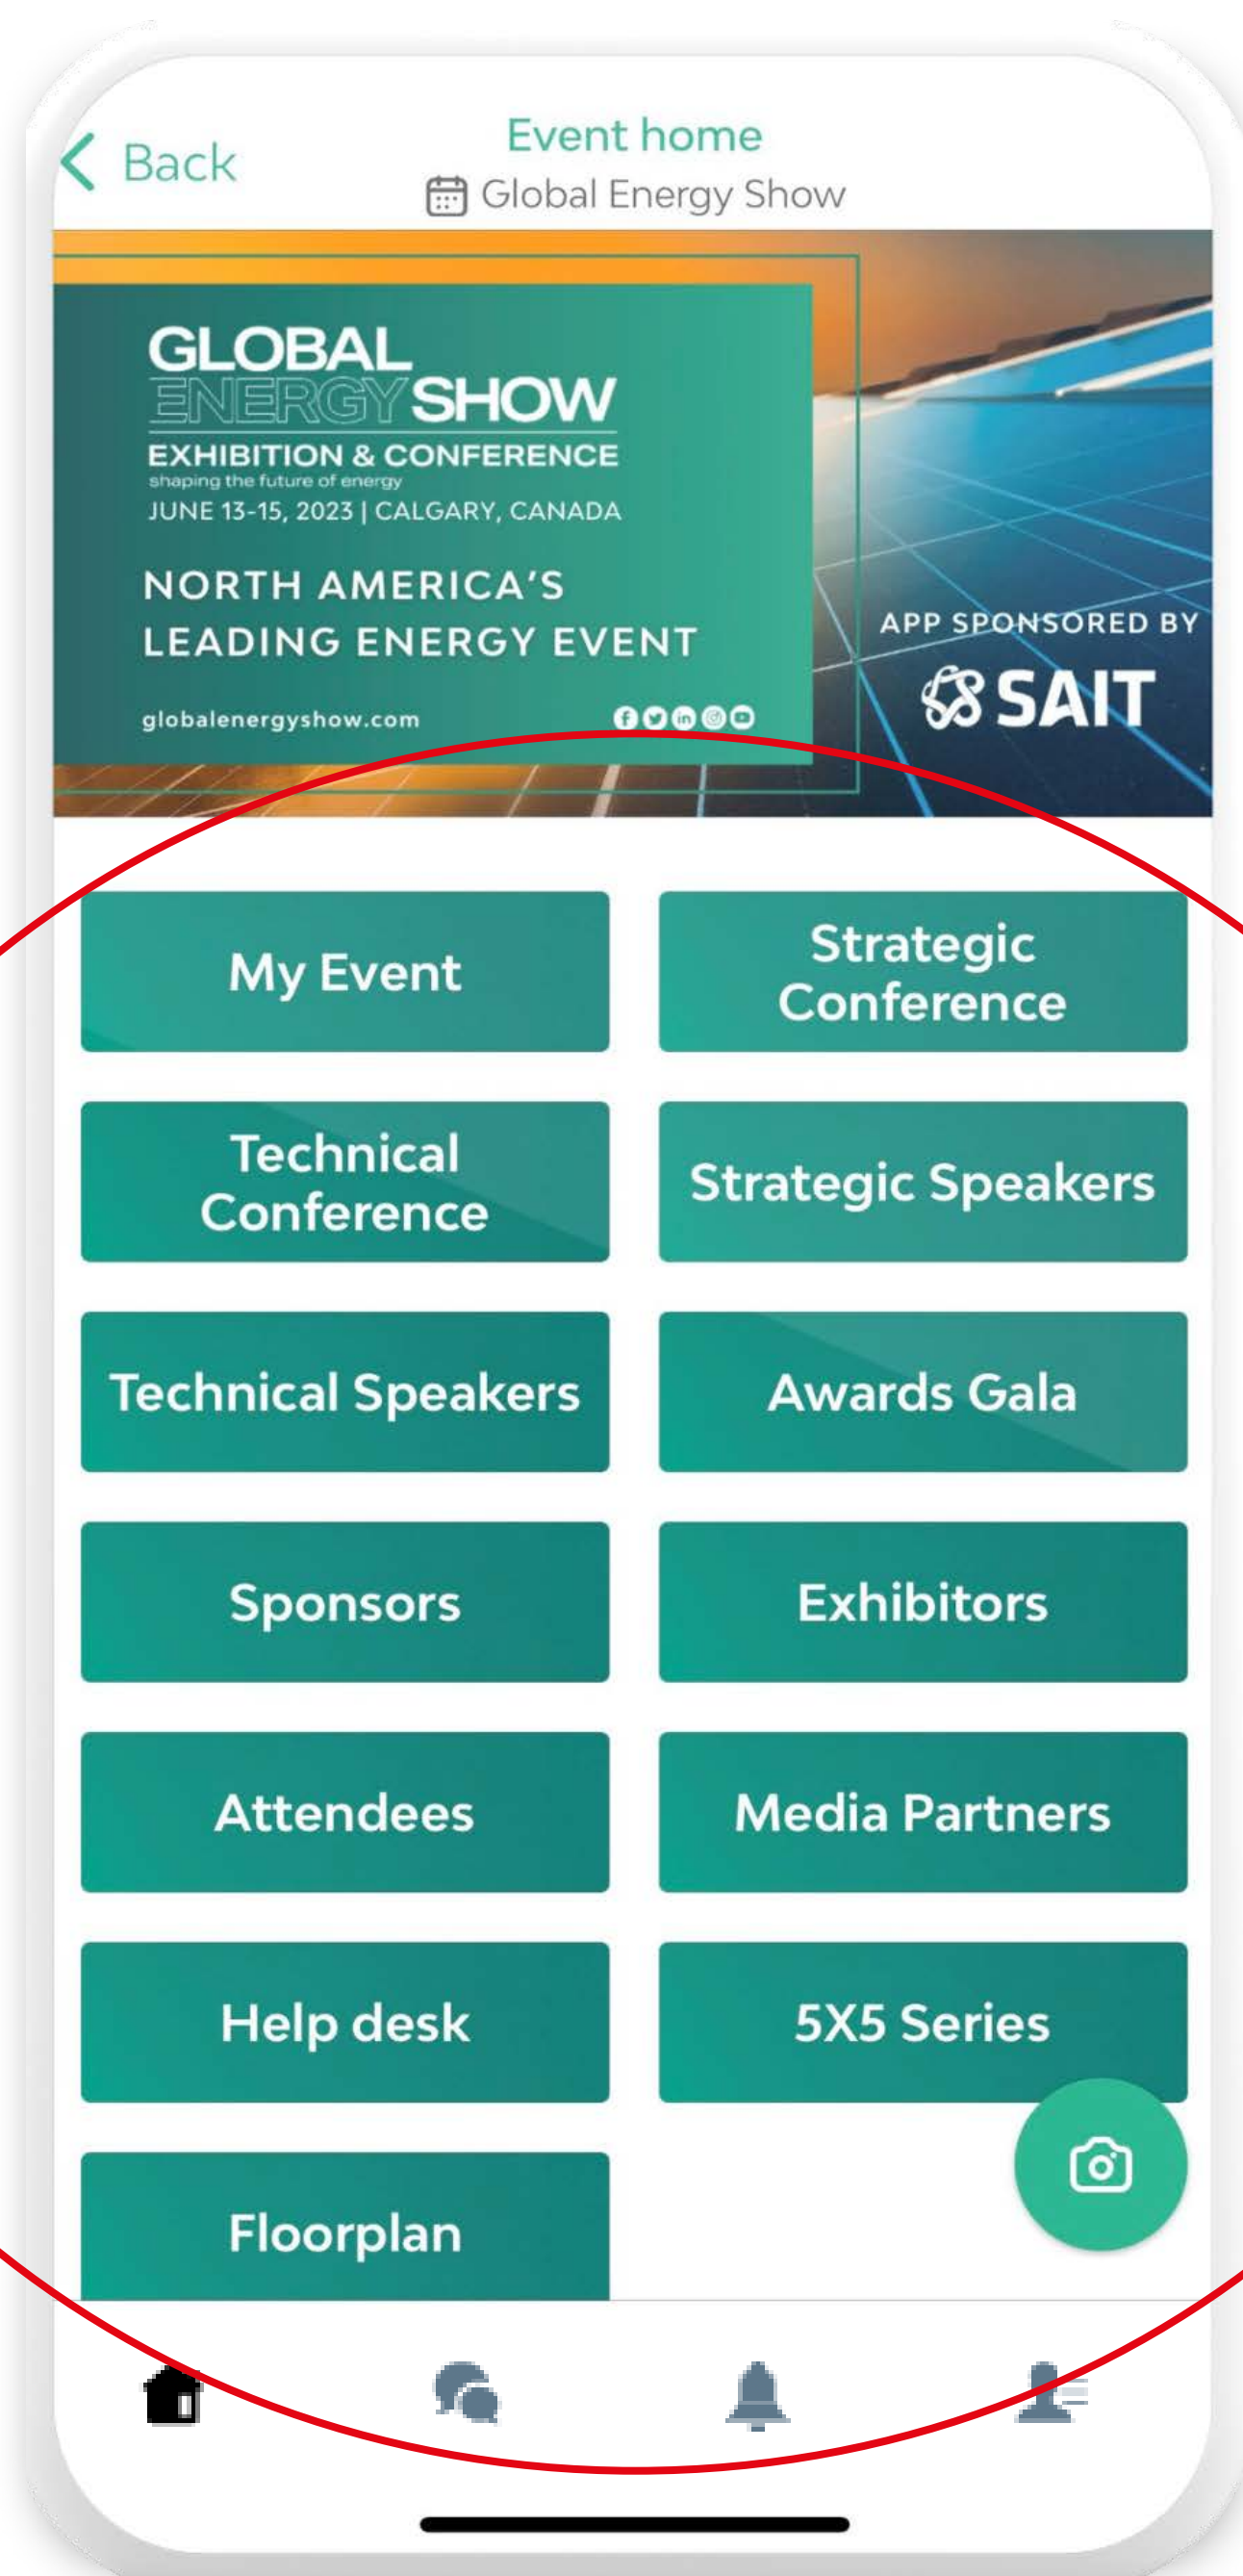 Back
Event home
Global Energy Show
GLOBAL
ENERGY SHOW
EXHIBITION & CONFERENCE
shaping the future of energy
JUNE 13-15, 2023 | CALGARY, CANADA
NORTH AMERICA'S
LEADING ENERGY EVENT
globalenergyshow.com
APP SPONSORED BY
SAIT
My Event
Strategic
Conference
Technical
Conference
Strategic Speakers
Technical Speakers
Awards Gala
Sponsors
Exhibitors
Attendees
Media Partners
Help desk
5X5 Series
Floorplan